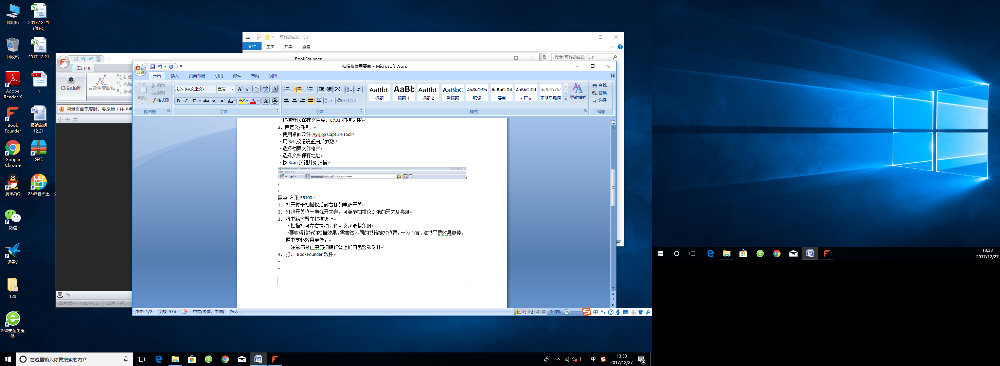 此电脑
2017.12.21
(简化)
回收站
2017.12.21
Adobe
Reader X
PDF
h
Book
Founder
报销说明
12.21
Google
Chrome
好压
腾讯QQ
2345看图王
微信
迅雷7
123
360安全浏览
器
可移动磁盘 (G:)
文件 主页 共享 查看
搜索"可移动磁盘 (G:)"
BookFounder
主页(H)
扫描&拍照
自动生成曲线
新建
添加
移动
测量页面宽度时，要尽量卡住拐点
小 中 大
图片属性：NULL*NULL
图片位置：
扫描仪使用要点 - Microsoft Word
开始 插入 页面布局 引用 邮件 审阅 视图
粘贴
剪切
复制
格式刷
剪贴板
宋体 (中文正文) 五号
字体
段落
AaBbC AaBb AaBbC AaBbC AaBbCcDd AaBbCcDd AaBbCcDd AaBbCcDd
标题 标题 1 标题 2 副标题 强调 要点 正文 不明显强调
更改样式
样式
查找
替换
选择
编辑
·扫描默认保存文件夹：E:\01 扫描文件\
3、自定义扫描：
·使用桌面软件 Avision Capture Tool
·用 Set 按钮设置扫描参数
·选择档案文件格式
·选择文件保存地址
·按 Scan 按钮开始扫描
黑色 方正 Z5100
1、 打开位于扫描仪后部右侧的电源开关
2、 灯泡开关位于电源开关旁，可调节扫描仪灯泡的开关及亮度
3、 将书籍放置在扫描板上
·扫描板可左右拉动，也可支起调整角度
·要取得较好的扫描效果，需尝试不同的书籍摆放位置。一般而言，薄书平置效果更佳，
厚书支起效果更佳。
·注意书脊正中与扫描仪臂上的白色竖线对齐
4、 打开 Book Founder 软件
页面: 1/2 字数: 574 中文(简体，中国) 插入
100%
中
在这里输入你要搜索的内容
中
13:33
2017/12/27
2
13:33
2017/12/27